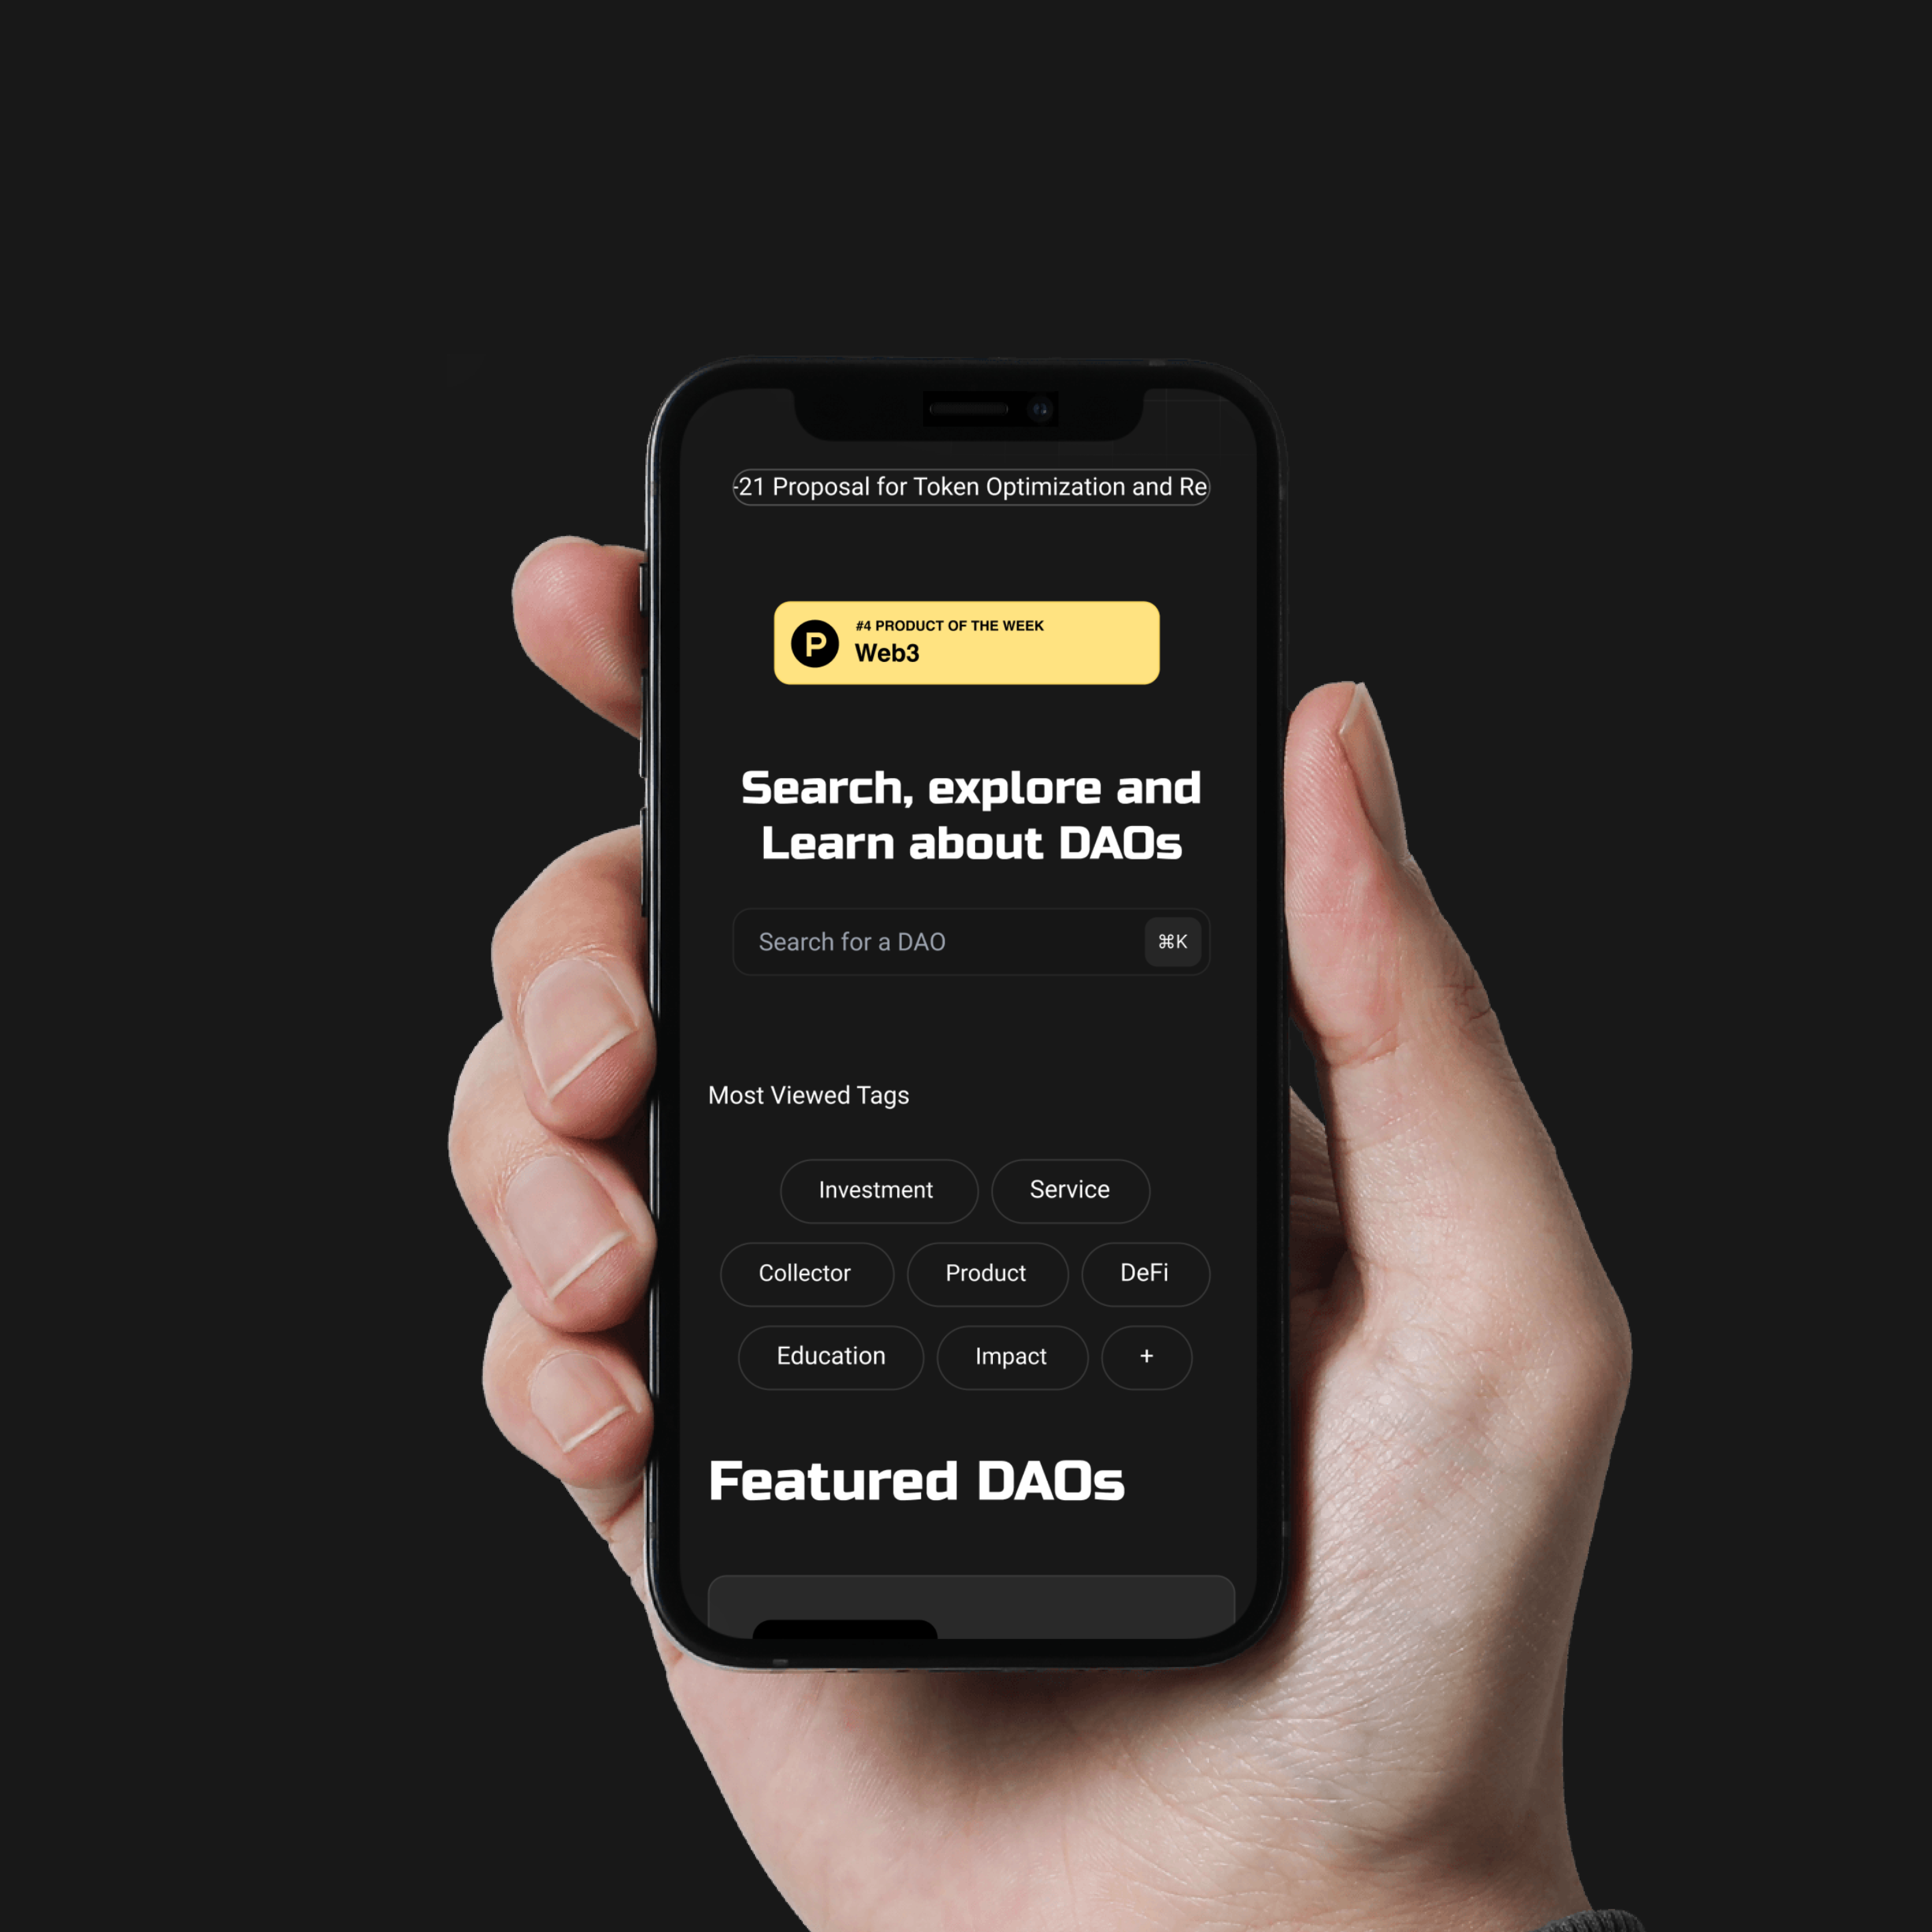 -21 Proposal for Token Optimization and Re
P
#4 PRODUCT OF THE WEEK
Web3
Search, explore and
Learn about DAOs
Search for a DAO ⌘K
Most Viewed Tags
Investment Service
Collector Product DeFi
Education Impact +
Featured DAOs